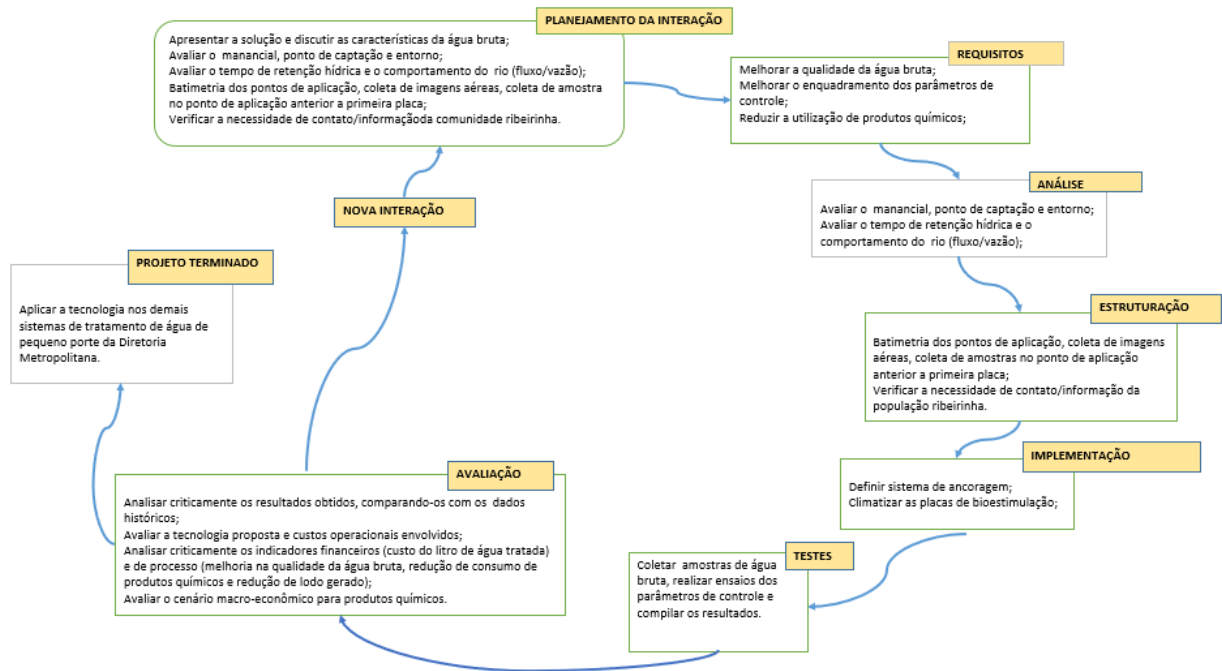 PLANEJAMENTO DA INTERAÇÃO
Apresentar a solução e discutir as características da água bruta;
Avaliar o manancial, ponto de captação e entorno;
Avaliar o tempo de retenção hídrica e o comportamento do rio (fluxo/vazão);
Batimetria dos pontos de aplicação, coleta de imagens aéreas, coleta de amostra
no ponto de aplicação anterior a primeira placa;
Verificar a necessidade de contato/informaçãoda comunidade ribeirinha.
REQUISITOS
Melhorar a qualidade da água bruta;
Melhorar o enquadramento dos parâmetros de
controle;
Reduzir a utilização de produtos químicos;
ANÁLISE
Avaliar o manancial, ponto de captação e entorno;
Avaliar o tempo de retenção hídrica e o
comportamento do rio (fluxo/vazão);
ESTRUTURAÇÃO
Batimetria dos pontos de aplicação, coleta de imagens
aéreas, coleta de amostras no ponto de aplicação
anterior a primeira placa;
Verificar a necessidade de contato/informação da
população ribeirinha.
IMPLEMENTAÇÃO
Definir sistema de ancoragem;
Climatizar as placas de bioestimulação;
TESTES
Coletar amostras de água
bruta, realizar ensaios dos
parâmetros de controle e
compilar os resultados.
AVALIAÇÃO
Analisar criticamente os resultados obtidos, comparando-os com os dados
históricos;
Avaliar a tecnologia proposta e custos operacionais envolvidos;
Analisar criticamente os indicadores financeiros (custo do litro de água tratada)
e de processo (melhoria na qualidade da água bruta, redução de consumo de
produtos químicos e redução de lodo gerado);
Avaliar o cenário macro-econômico para produtos químicos.
NOVA INTERAÇÃO
PROJETO TERMINADO
Aplicar a tecnologia nos demais
sistemas de tratamento de água de
pequeno porte da Diretoria
Metropolitana.